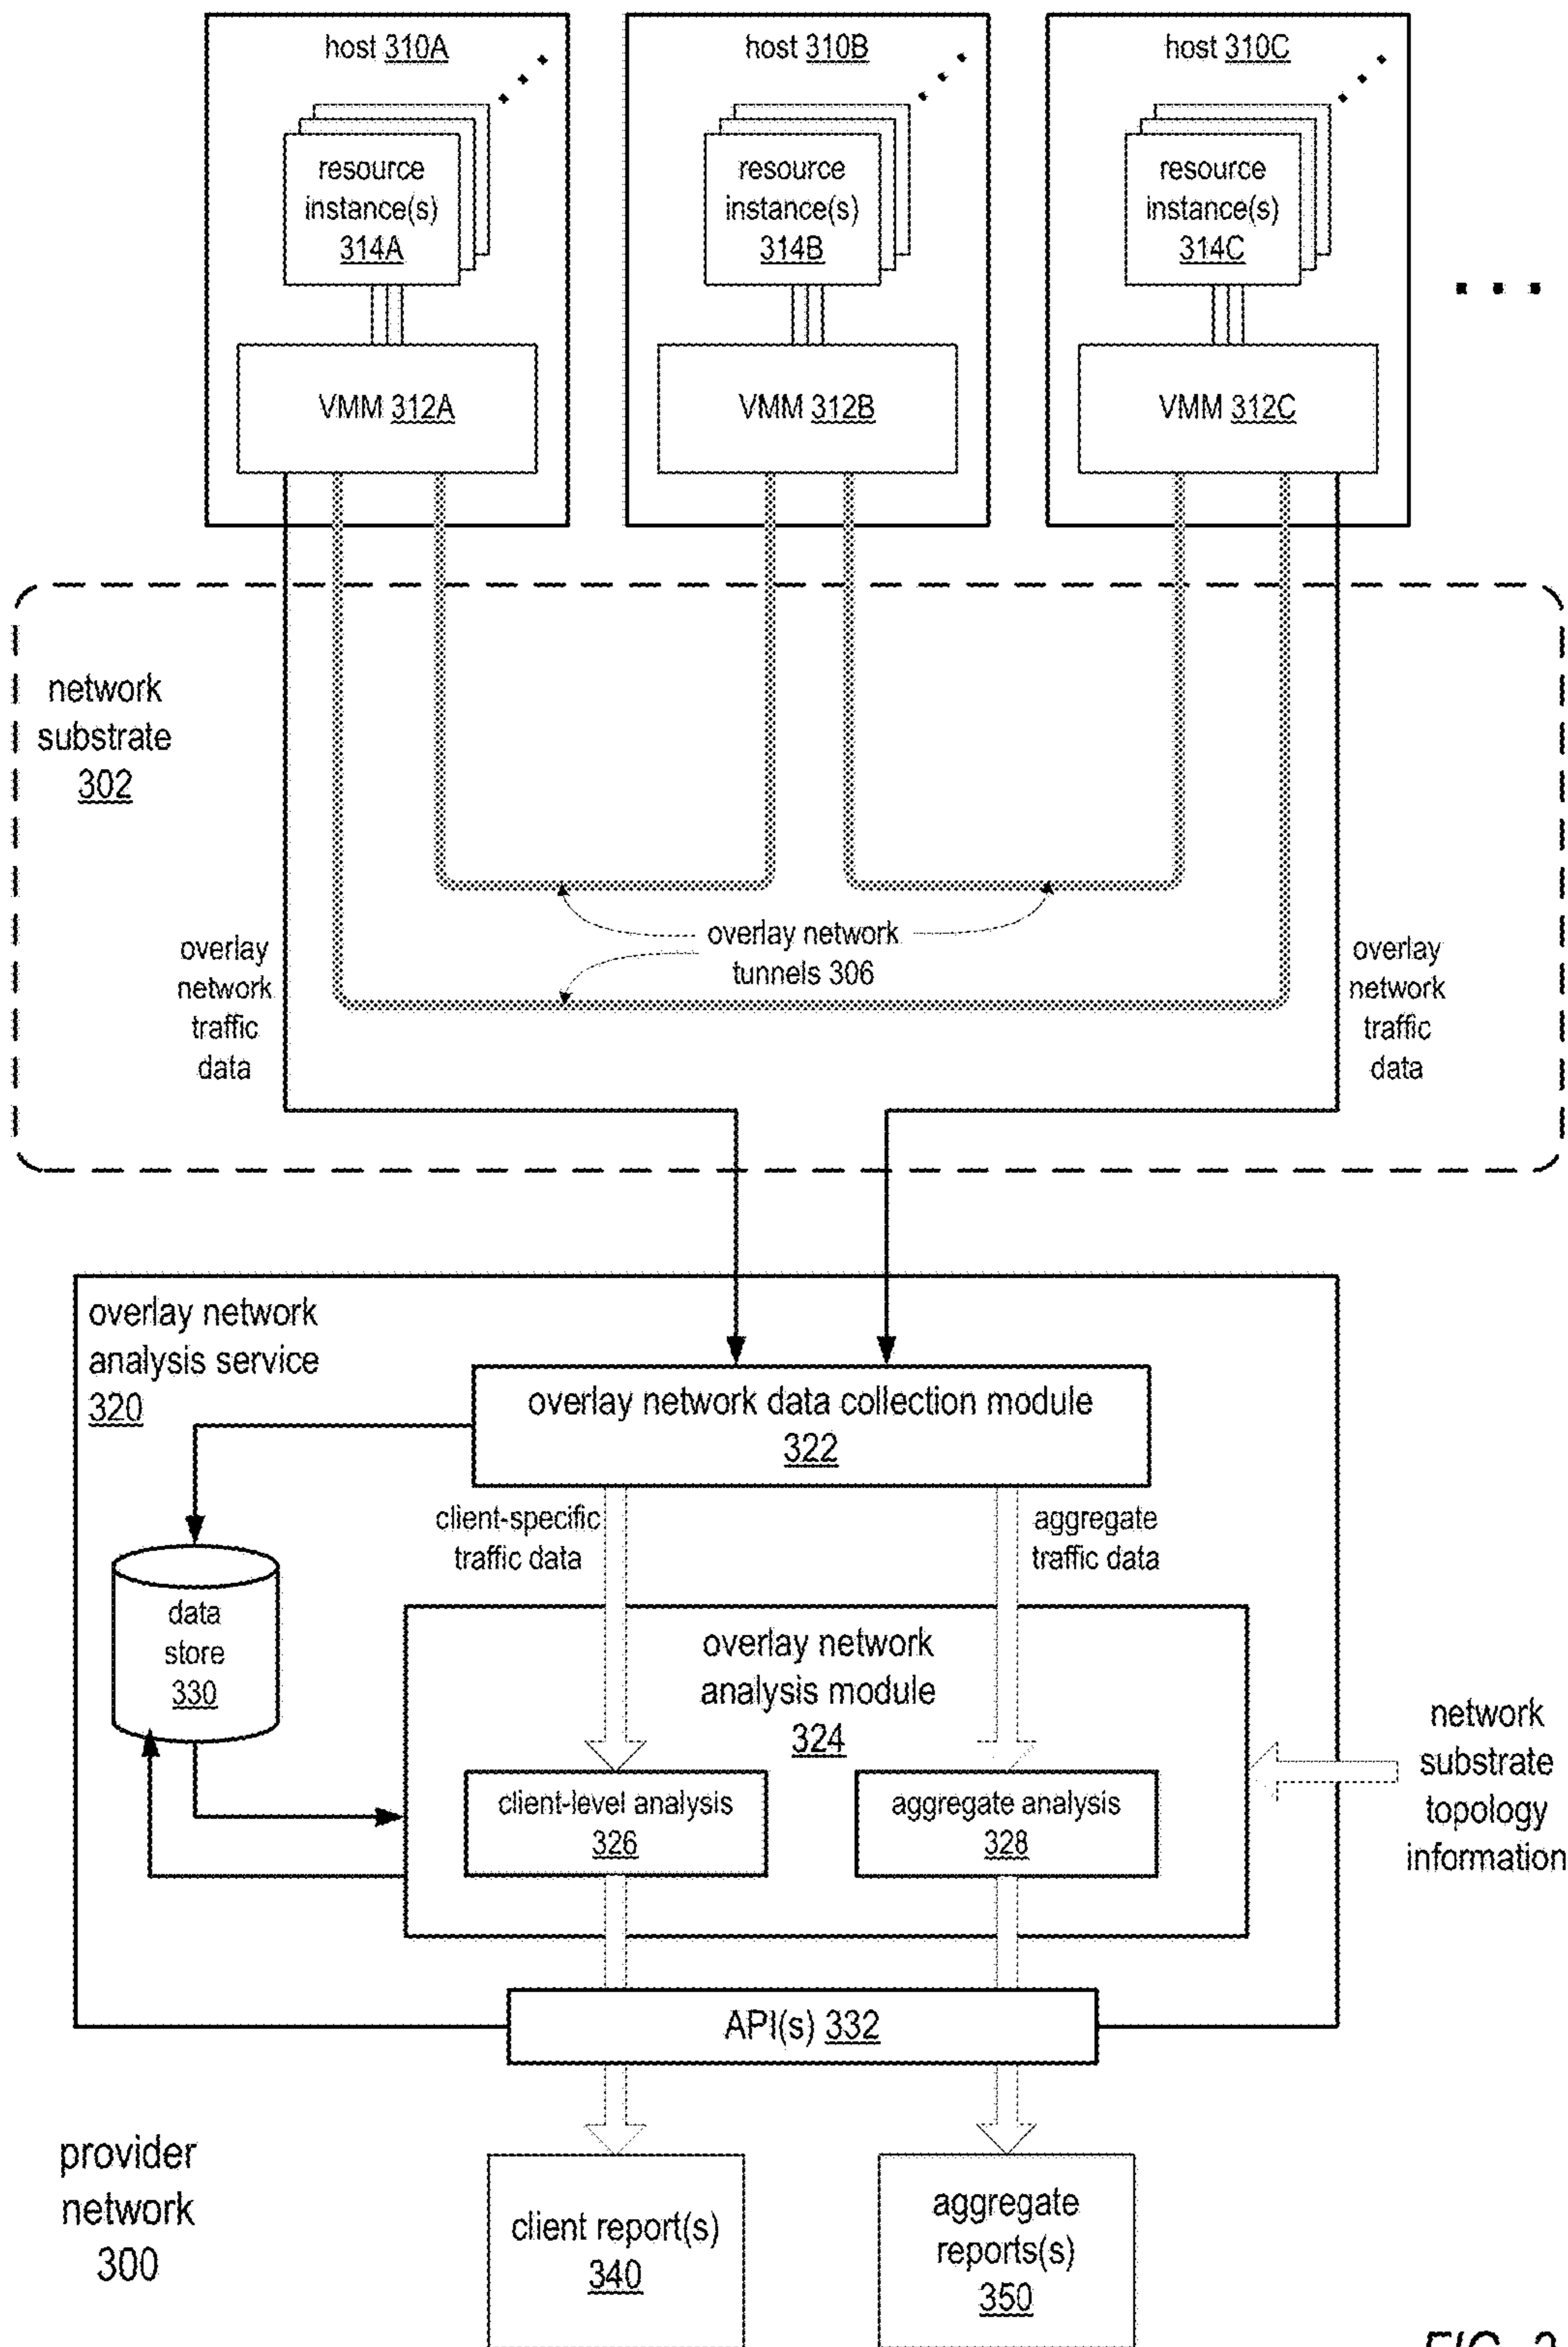 host 310A
host 310B
host 310C
resource
instance(s)
314A
resource
instance(s)
314B
resource
instance(s)
314C
VMM 312A
VMM 312B
VMM 312C
network
substrate
302
overlay network
tunnels 306
overlay
network
traffic
data
overlay
network
traffic
data
overlay network
analysis service
320
overlay network data collection module
322
client-specific
traffic data
aggregate
traffic data
data
store
330
overlay network
analysis module
324
network
substrate
topology
information
client-level analysis
326
aggregate analysis
328
API(s) 332
provider
network
300
client report(s)
340
aggregate
reports(s)
350